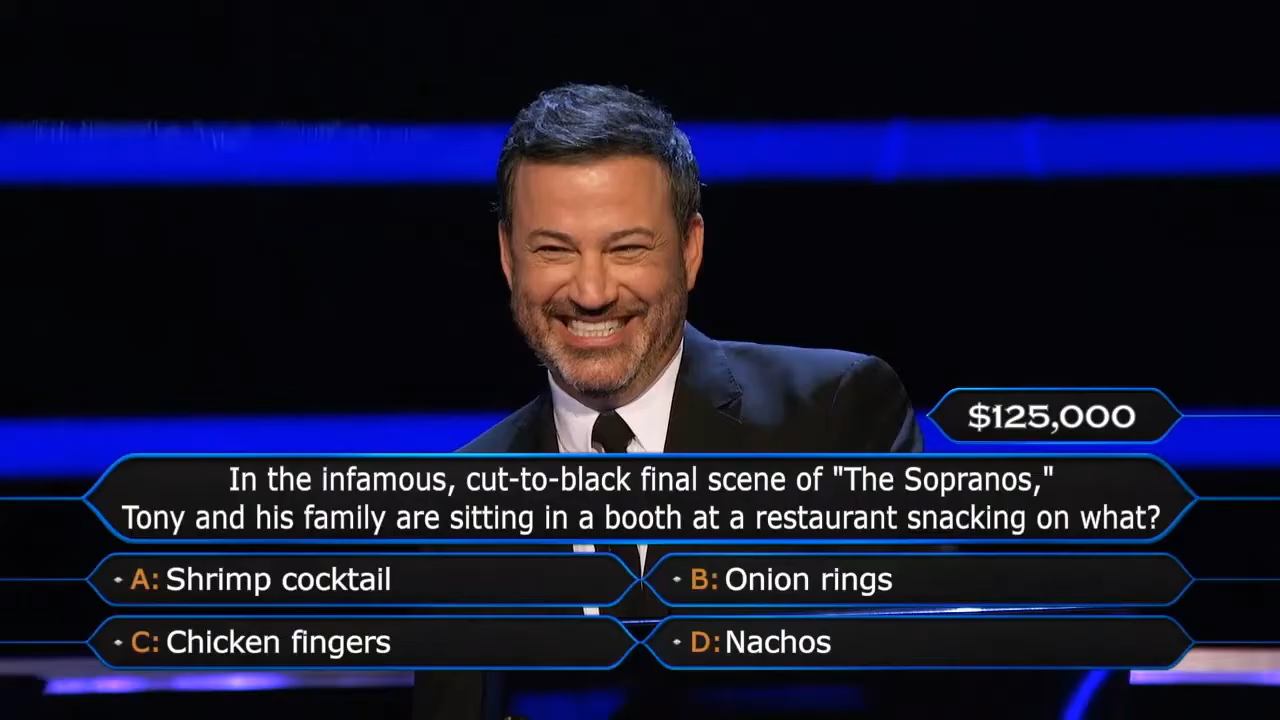 $125,000
In the infamous, cut-to-black final scene of "The Sopranos,"
Tony and his family are sitting in a booth at a restaurant snacking on what?
A: Shrimp cocktail
B: Onion rings
C: Chicken fingers
D: Nachos